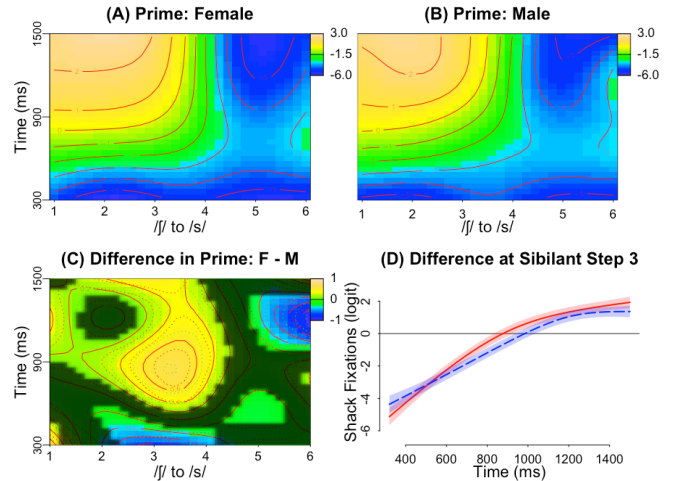 (A) Prime: Female
(B) Prime: Male
1500
900
300
Time (ms)
3.0
-1.5
-6.0
3.0
-1.5
-6.0
1 2 3 4 5 6
1 2 3 4 5 6
/ʃ/ to /s/
/ʃ/ to /s/
(C) Difference in Prime: F - M
(D) Difference at Sibilant Step 3
1500
900
300
Time (ms)
1
0
-1
1 2 3 4 5 6
/ʃ/ to /s/
Shack Fixations (logit)
2
0
-2
-4
-6
400 600 800 1000 1200 1400
Time (ms)